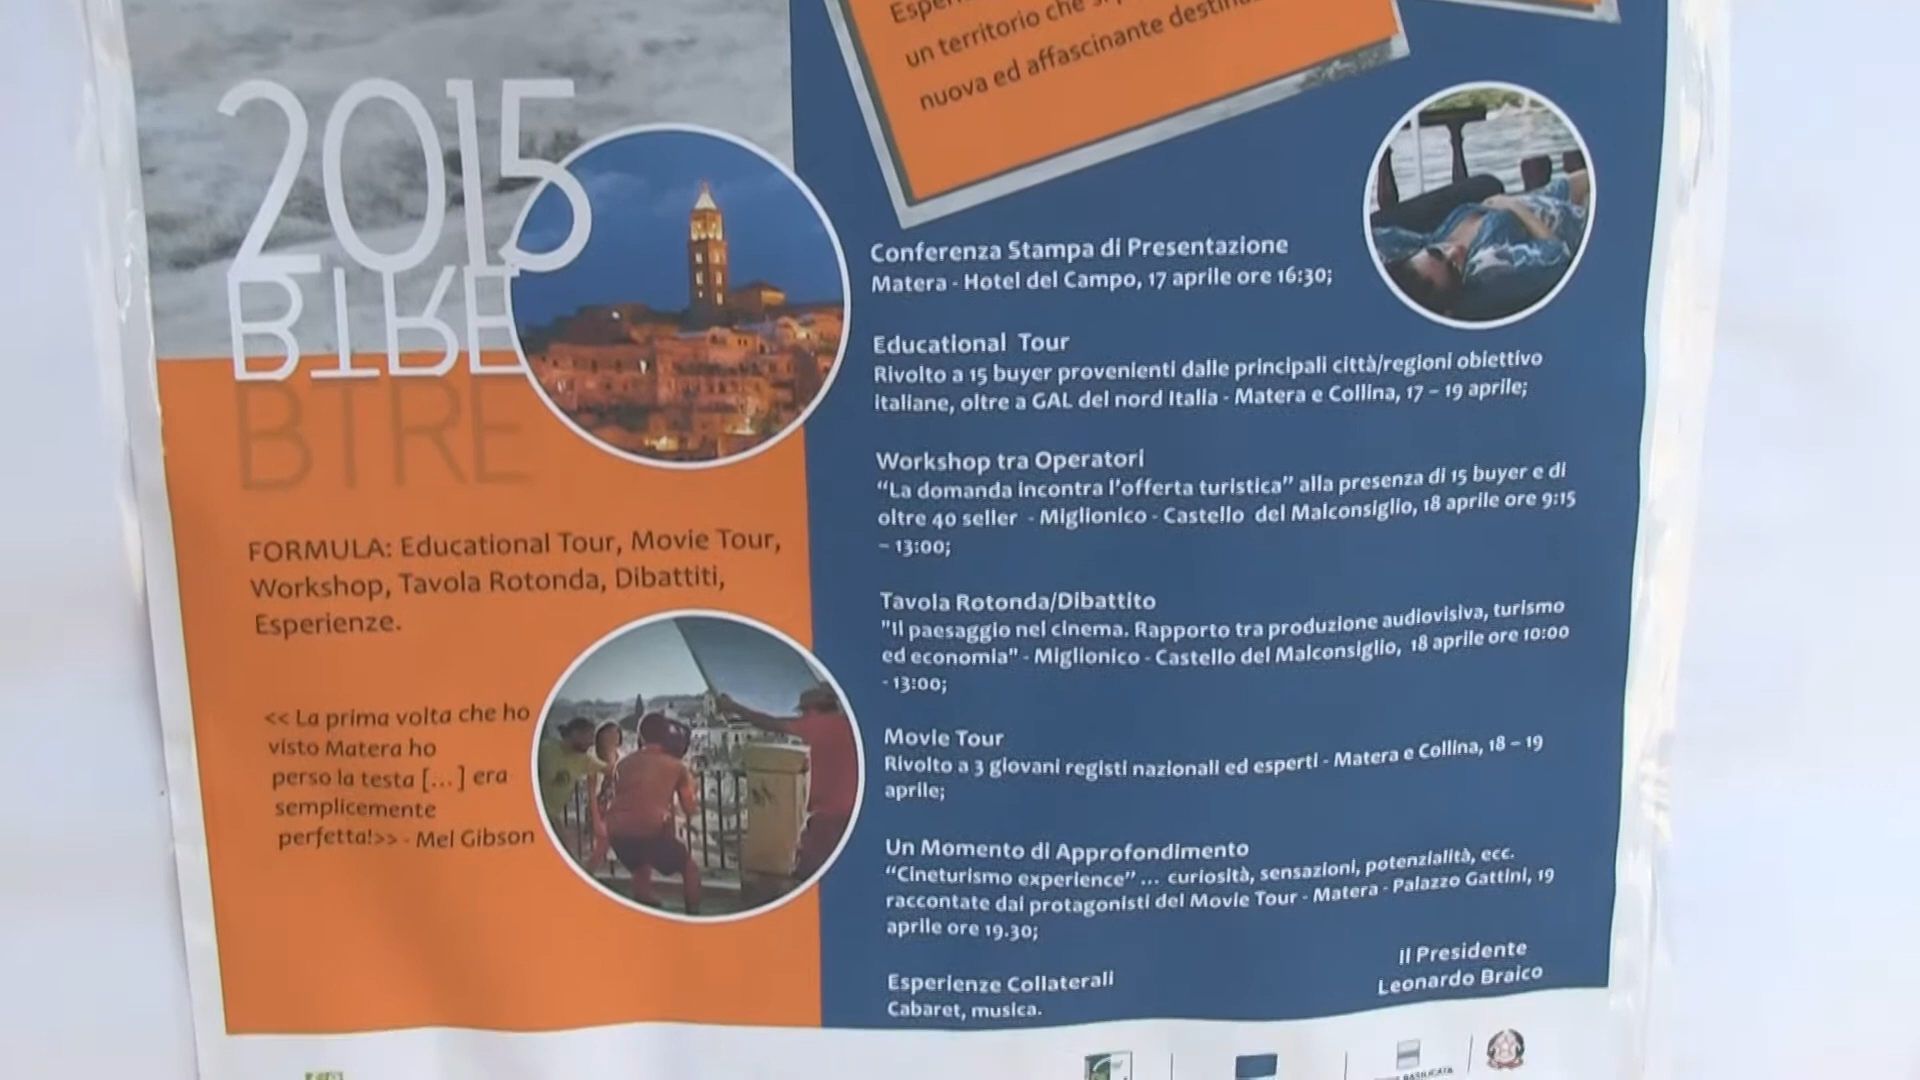 un territorio che
nuova ed affascinante
2015
BTRE
BTRE
FORMULA: Educational Tour, Movie Tour,
Workshop, Tavola Rotonda, Dibattiti,
Esperienze.
<< La prima volta che ho
visto Matera ho
perso la testa [...] era
semplicemente
perfetta!>> - Mel Gibson
Conferenza Stampa di Presentazione
Matera - Hotel del Campo, 17 aprile ore 16:30;
Educational Tour
Rivolto a 15 buyer provenienti dalle principali città/regioni obiettivo
italiane, oltre a GAL del nord Italia - Matera e Collina, 17 – 19 aprile;
Workshop tra Operatori
“La domanda incontra l’offerta turistica” alla presenza di 15 buyer e di
oltre 40 seller - Miglionico - Castello del Malconsiglio, 18 aprile ore 9:15
– 13:00;
Tavola Rotonda/Dibattito
"Il paesaggio nel cinema. Rapporto tra produzione audiovisiva, turismo
ed economia" - Miglionico - Castello del Malconsiglio, 18 aprile ore 10:00
- 13:00;
Movie Tour
Rivolto a 3 giovani registi nazionali ed esperti - Matera e Collina, 18 – 19
aprile;
Un Momento di Approfondimento
“Cineturismo experience” ... curiosità, sensazioni, potenzialità, ecc.
raccontate dai protagonisti del Movie Tour - Matera - Palazzo Gattini, 19
aprile ore 19.30;
Esperienze Collaterali
Cabaret, musica.
Il Presidente
Leonardo Braico
BASILICATA